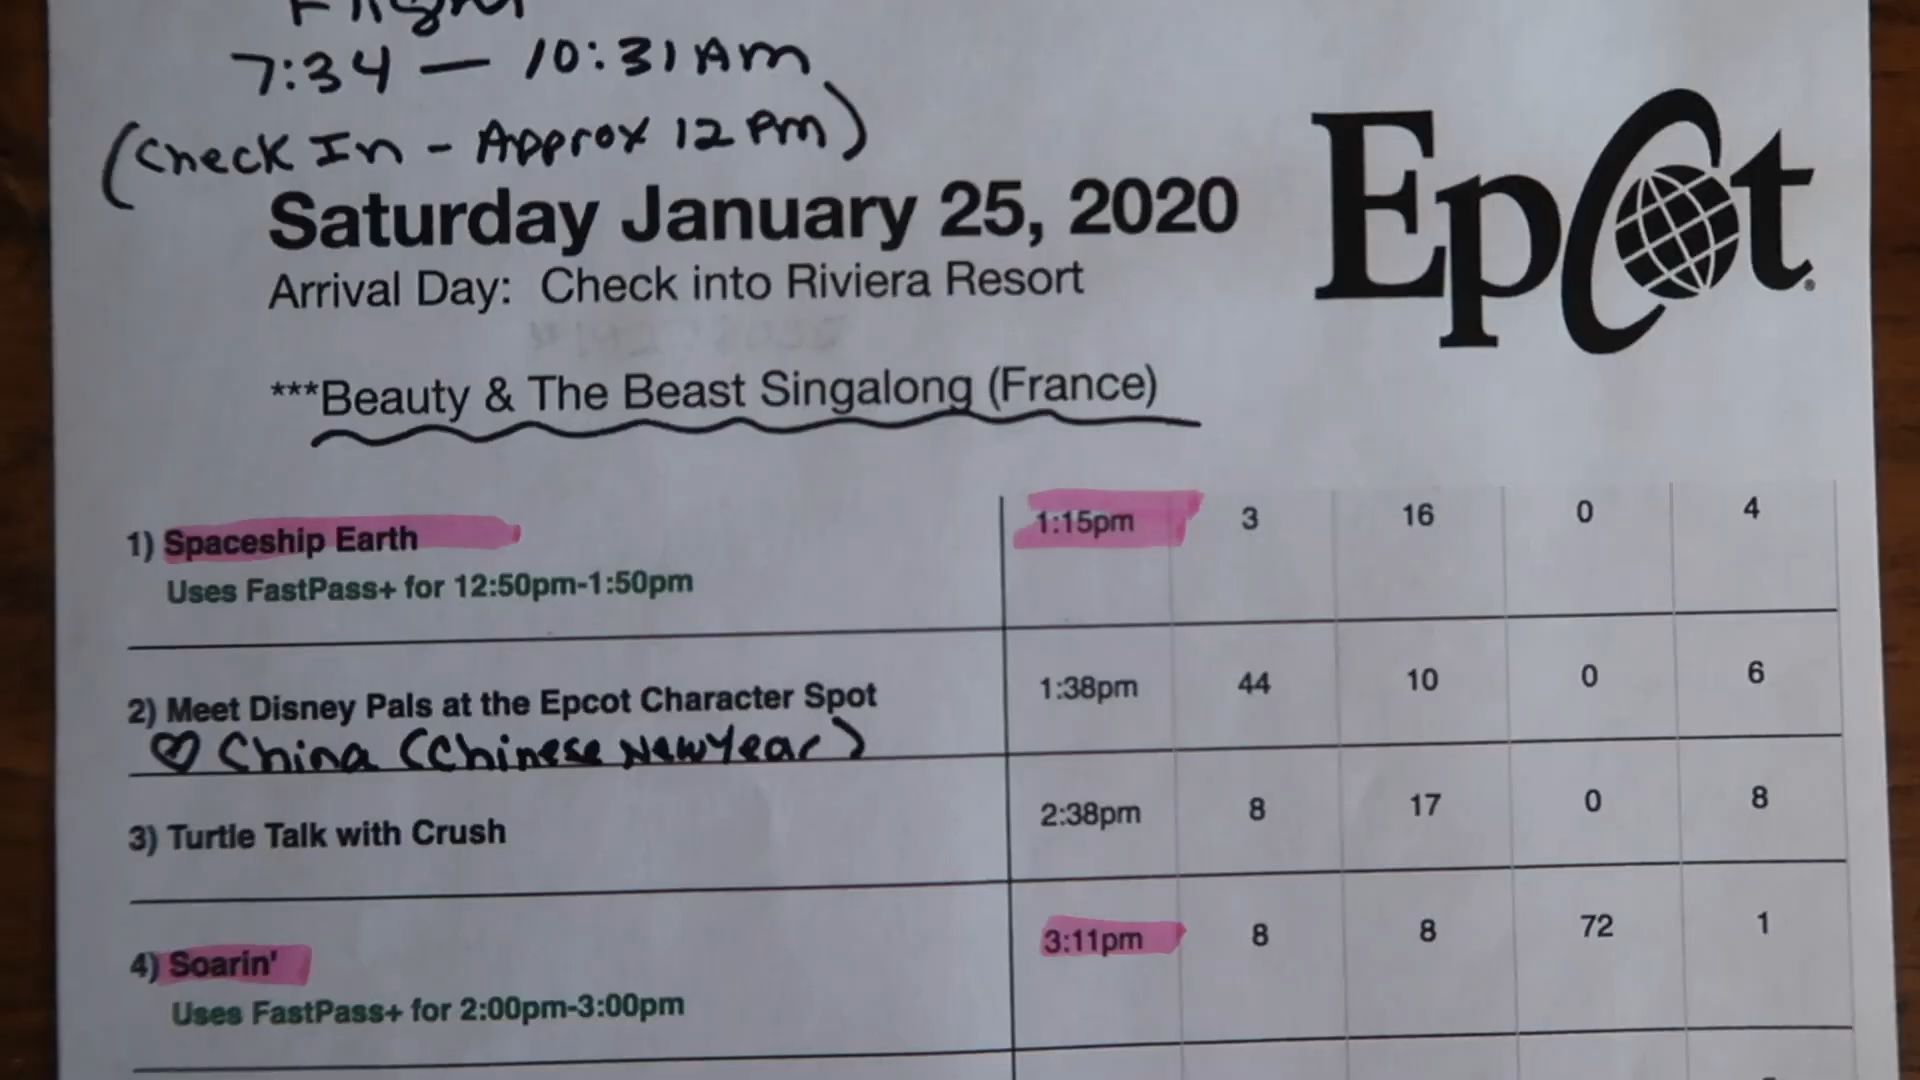 Flight
7:34 — 10:31 Am
(Check In - Approx 12 Pm)
Saturday January 25, 2020
Epcot®
Arrival Day: Check into Riviera Resort
***Beauty & The Beast Singalong (France)
1) Spaceship Earth 1:15pm 3 16 0 4
Uses FastPass+ for 12:50pm-1:50pm
2) Meet Disney Pals at the Epcot Character Spot 1:38pm 44 10 0 6
♡ China (Chinese New Year)
3) Turtle Talk with Crush 2:38pm 8 17 0 8
4) Soarin' 3:11pm 8 8 72 1
Uses FastPass+ for 2:00pm-3:00pm